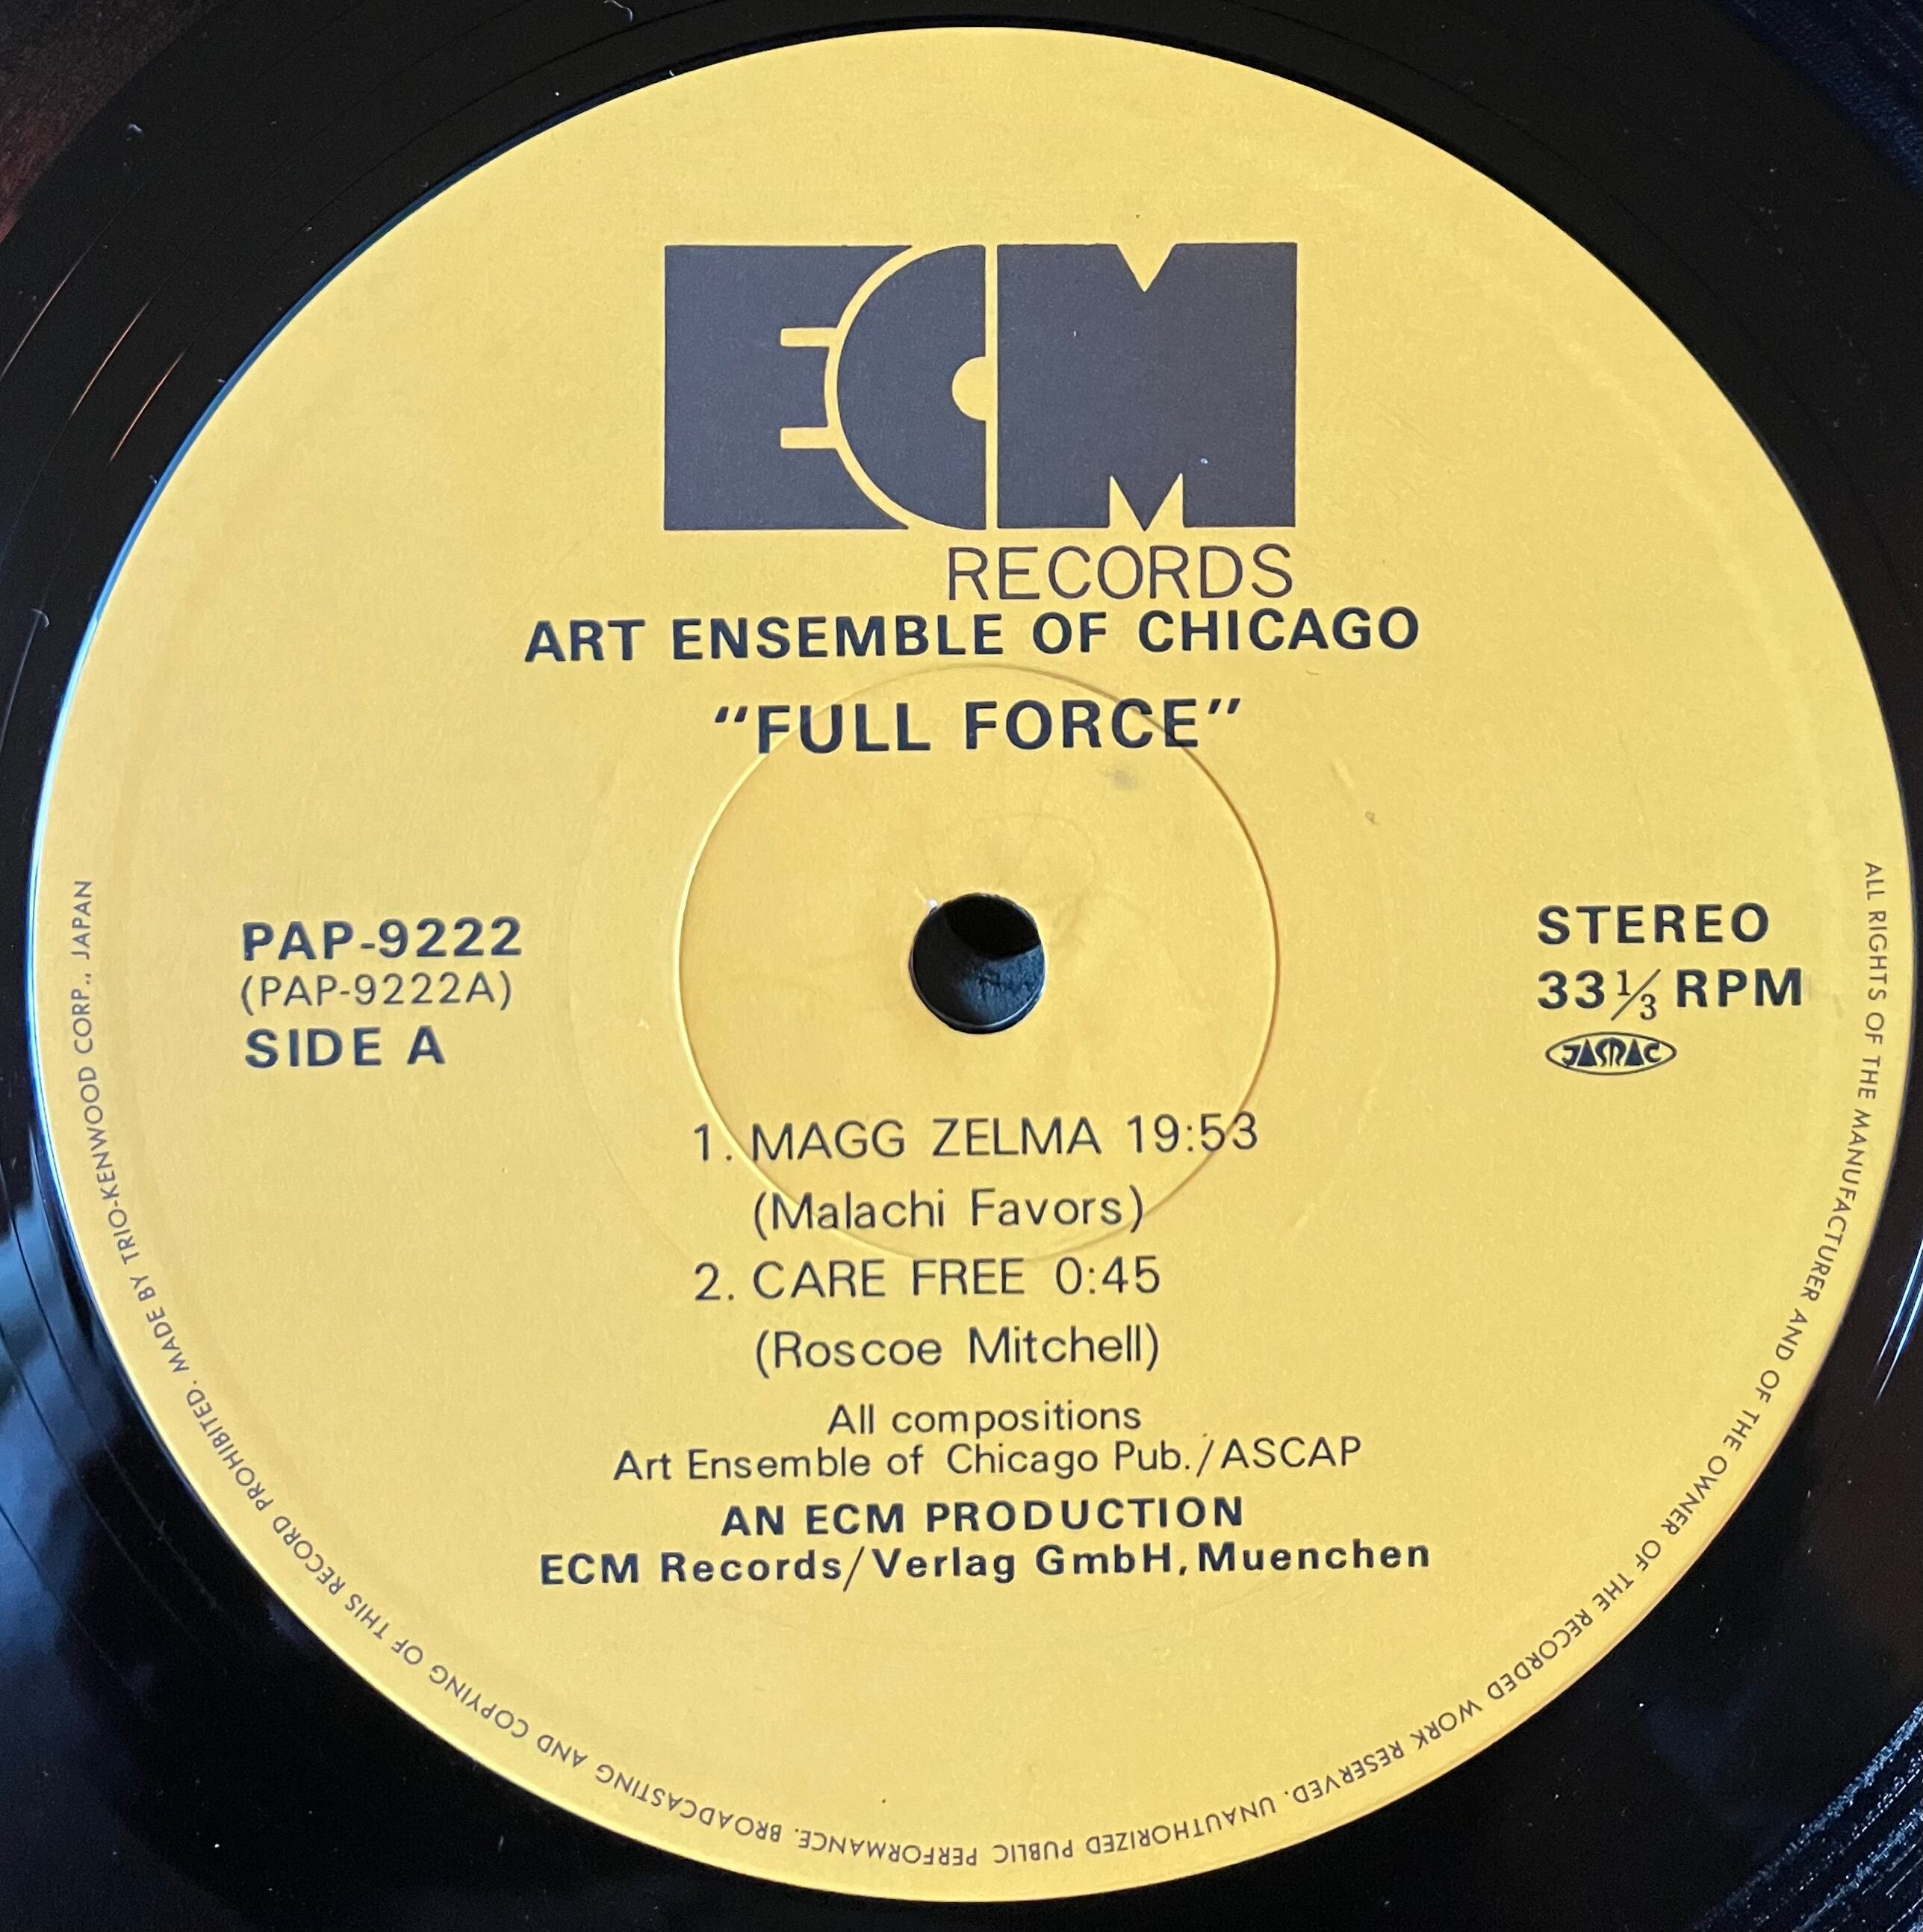 ECM
RECORDS
ART ENSEMBLE OF CHICAGO
“FULL FORCE”
PAP-9222
(PAP-9222A)
SIDE A
STEREO
33 1/3 RPM
JASRAC
1. MAGG ZELMA 19:53
(Malachi Favors)
2. CARE FREE 0:45
(Roscoe Mitchell)
All compositions
Art Ensemble of Chicago Pub./ASCAP
AN ECM PRODUCTION
ECM Records/Verlag GmbH, Muenchen
ALL RIGHTS OF THE MANUFACTURER AND OF THE OWNER OF THE RECORDED WORK RESERVED. UNAUTHORIZED PUBLIC PERFORMANCE. BROADCASTING AND COPYING OF THIS RECORD PROHIBITED. MADE BY TRIO-KENWOOD CORP., JAPAN